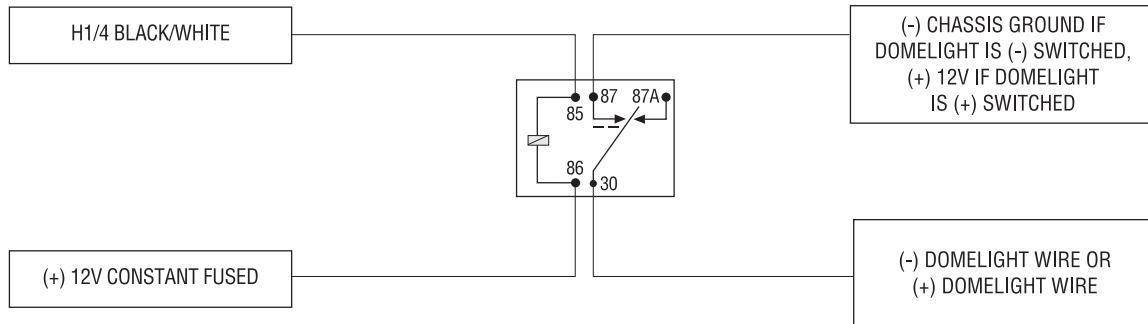 H1/4 BLACK/WHITE
(-) CHASSIS GROUND IF
DOMELIGHT IS (-) SWITCHED,
(+) 12V IF DOMELIGHT
IS (+) SWITCHED
87 87A
85
86
30
(+) 12V CONSTANT FUSED
(-) DOMELIGHT WIRE OR
(+) DOMELIGHT WIRE